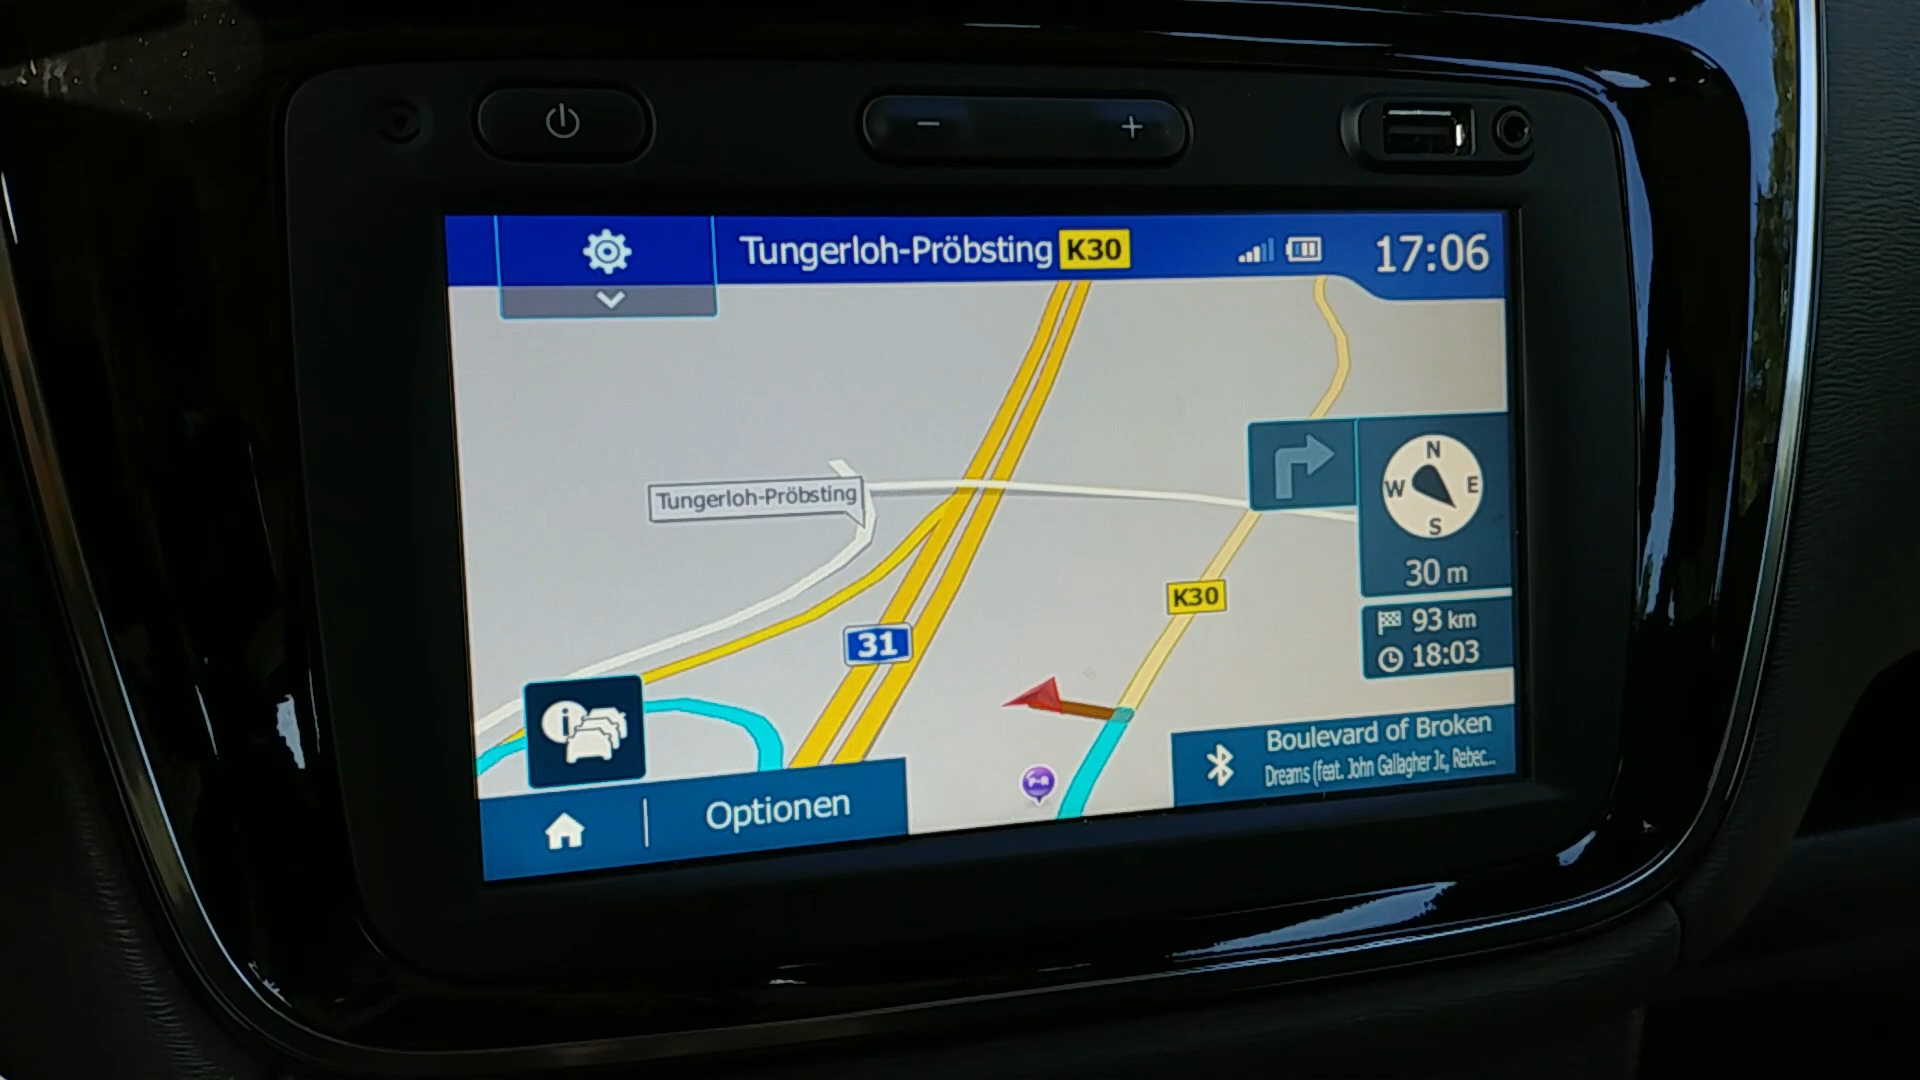 Tungerloh-Pröbsting K30
17:06
Tungerloh-Pröbsting
N
W E
S
30 m
K30
93 km
31
18:03
i
P+R
Boulevard of Broken
Dreams (feat. John Gallagher Jr., Rebec...
Optionen